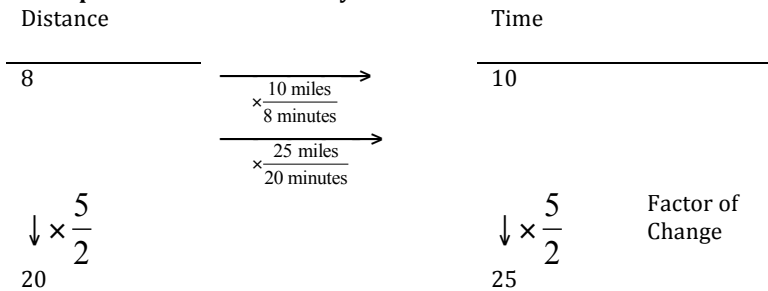 Distance Time
8 10
× 10 miles / 8 minutes
× 25 miles / 20 minutes
↓ × 5/2 ↓ × 5/2 Factor of
Change
20 25